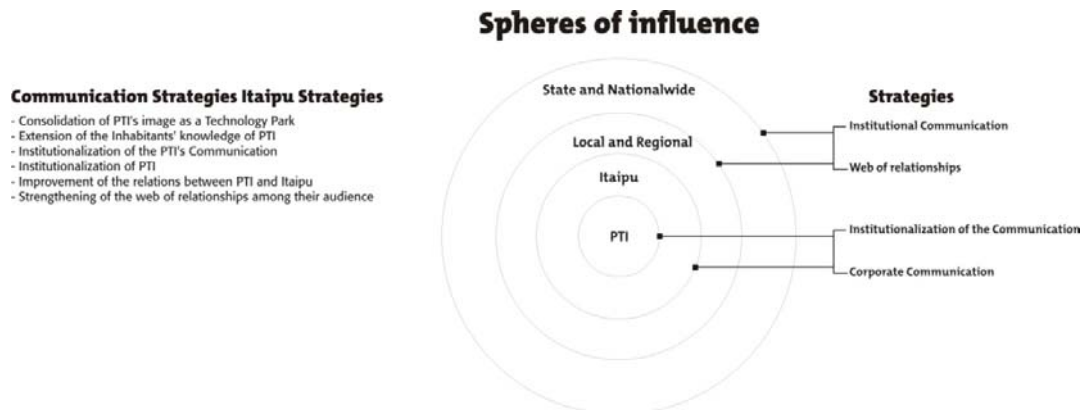 Spheres of influence
Communication Strategies Itaipu Strategies
- Consolidation of PTI's image as a Technology Park
- Extension of the Inhabitants' knowledge of PTI
- Institutionalization of the PTI's Communication
- Institutionalization of PTI
- Improvement of the relations between PTI and Itaipu
- Strengthening of the web of relationships among their audience
State and Nationalwide
Local and Regional
Itaipu
PTI
Strategies
Institutional Communication
Web of relationships
Institutionalization of the Communication
Corporate Communication